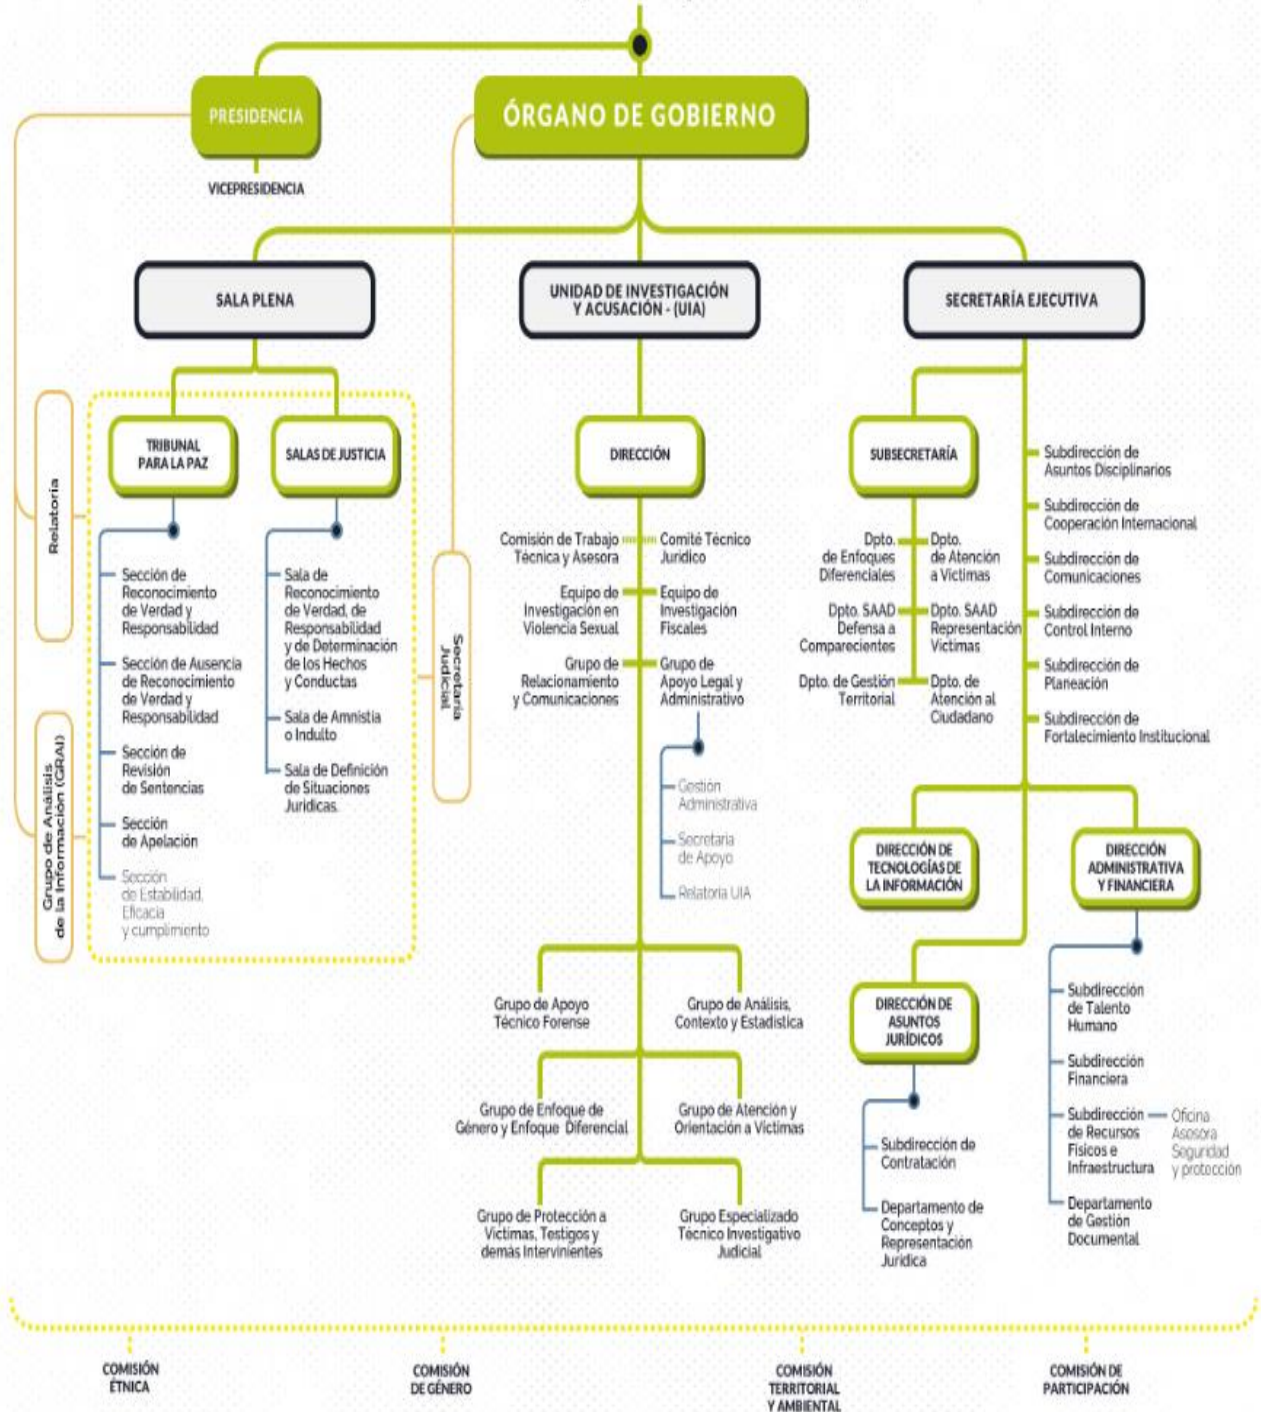 PRESIDENCIA
ÓRGANO DE GOBIERNO
VICEPRESIDENCIA
SALA PLENA
UNIDAD DE INVESTIGACIÓN
Y ACUSACIÓN - (UIA)
SECRETARÍA EJECUTIVA
Relatoria
Grupo de Análisis
de la Información (GRAI)
TRIBUNAL
PARA LA PAZ
Sección de
Reconocimiento
de Verdad y
Responsabilidad
Sección de Ausencia
de Reconocimiento
de Verdad y
Responsabilidad
Sección de
Revisión
de Sentencias
Sección
de Apelación
Sección
de Estabilidad,
Eficacia
y cumplimiento
SALAS DE JUSTICIA
Sala de
Reconocimiento
de Verdad, de
Responsabilidad
y de Determinación
de los Hechos
y Conductas
Sala de Amnistia
o Indulto
Sala de Definición
de Situaciones
Jurídicas.
Secretaría
Judicial
DIRECCIÓN
Comisión de Trabajo
Técnica y Asesora
Comité Técnico
Jurídico
Equipo de
Investigación en
Violencia Sexual
Equipo de
Investigación
Fiscales
Grupo de
Relacionamiento
y Comunicaciones
Grupo de
Apoyo Legal y
Administrativo
Gestión
Administrativa
Secretaria
de Apoyo
Relatoria UIA
Grupo de Apoyo
Técnico Forense
Grupo de Análisis,
Contexto y Estadística
Grupo de Enfoque de
Género y Enfoque Diferencial
Grupo de Atención y
Orientación a Víctimas
Grupo de Protección a
Víctimas, Testigos y
demás Intervinientes
Grupo Especializado
Técnico Investigativo
Judicial
SUBSECRETARÍA
Dpto.
de Enfoques
Diferenciales
Dpto.
de Atención
a Víctimas
Dpto. SAAD
Defensa a
Comparecientes
Dpto. SAAD
Representación
Víctimas
Dpto. de Gestión
Territorial
Dpto. de
Atención al
Ciudadano
Subdirección de
Asuntos Disciplinarios
Subdirección de
Cooperación Internacional
Subdirección de
Comunicaciones
Subdirección de
Control Interno
Subdirección de
Planeación
Subdirección de
Fortalecimiento Institucional
DIRECCIÓN DE
TECNOLOGÍAS DE
LA INFORMACIÓN
DIRECCIÓN
ADMINISTRATIVA
Y FINANCIERA
DIRECCIÓN DE
ASUNTOS
JURÍDICOS
Subdirección de
Contratación
Departamento de
Conceptos y
Representación
Jurídica
Subdirección
de Talento
Humano
Subdirección
Financiera
Subdirección
de Recursos
Físicos e
Infraestructura
Oficina
Asesora
Seguridad
y protección
Departamento
de Gestión
Documental
COMISIÓN
ÉTNICA
COMISIÓN
DE GÉNERO
COMISIÓN
TERRITORIAL
Y AMBIENTAL
COMISIÓN DE
PARTICIPACIÓN